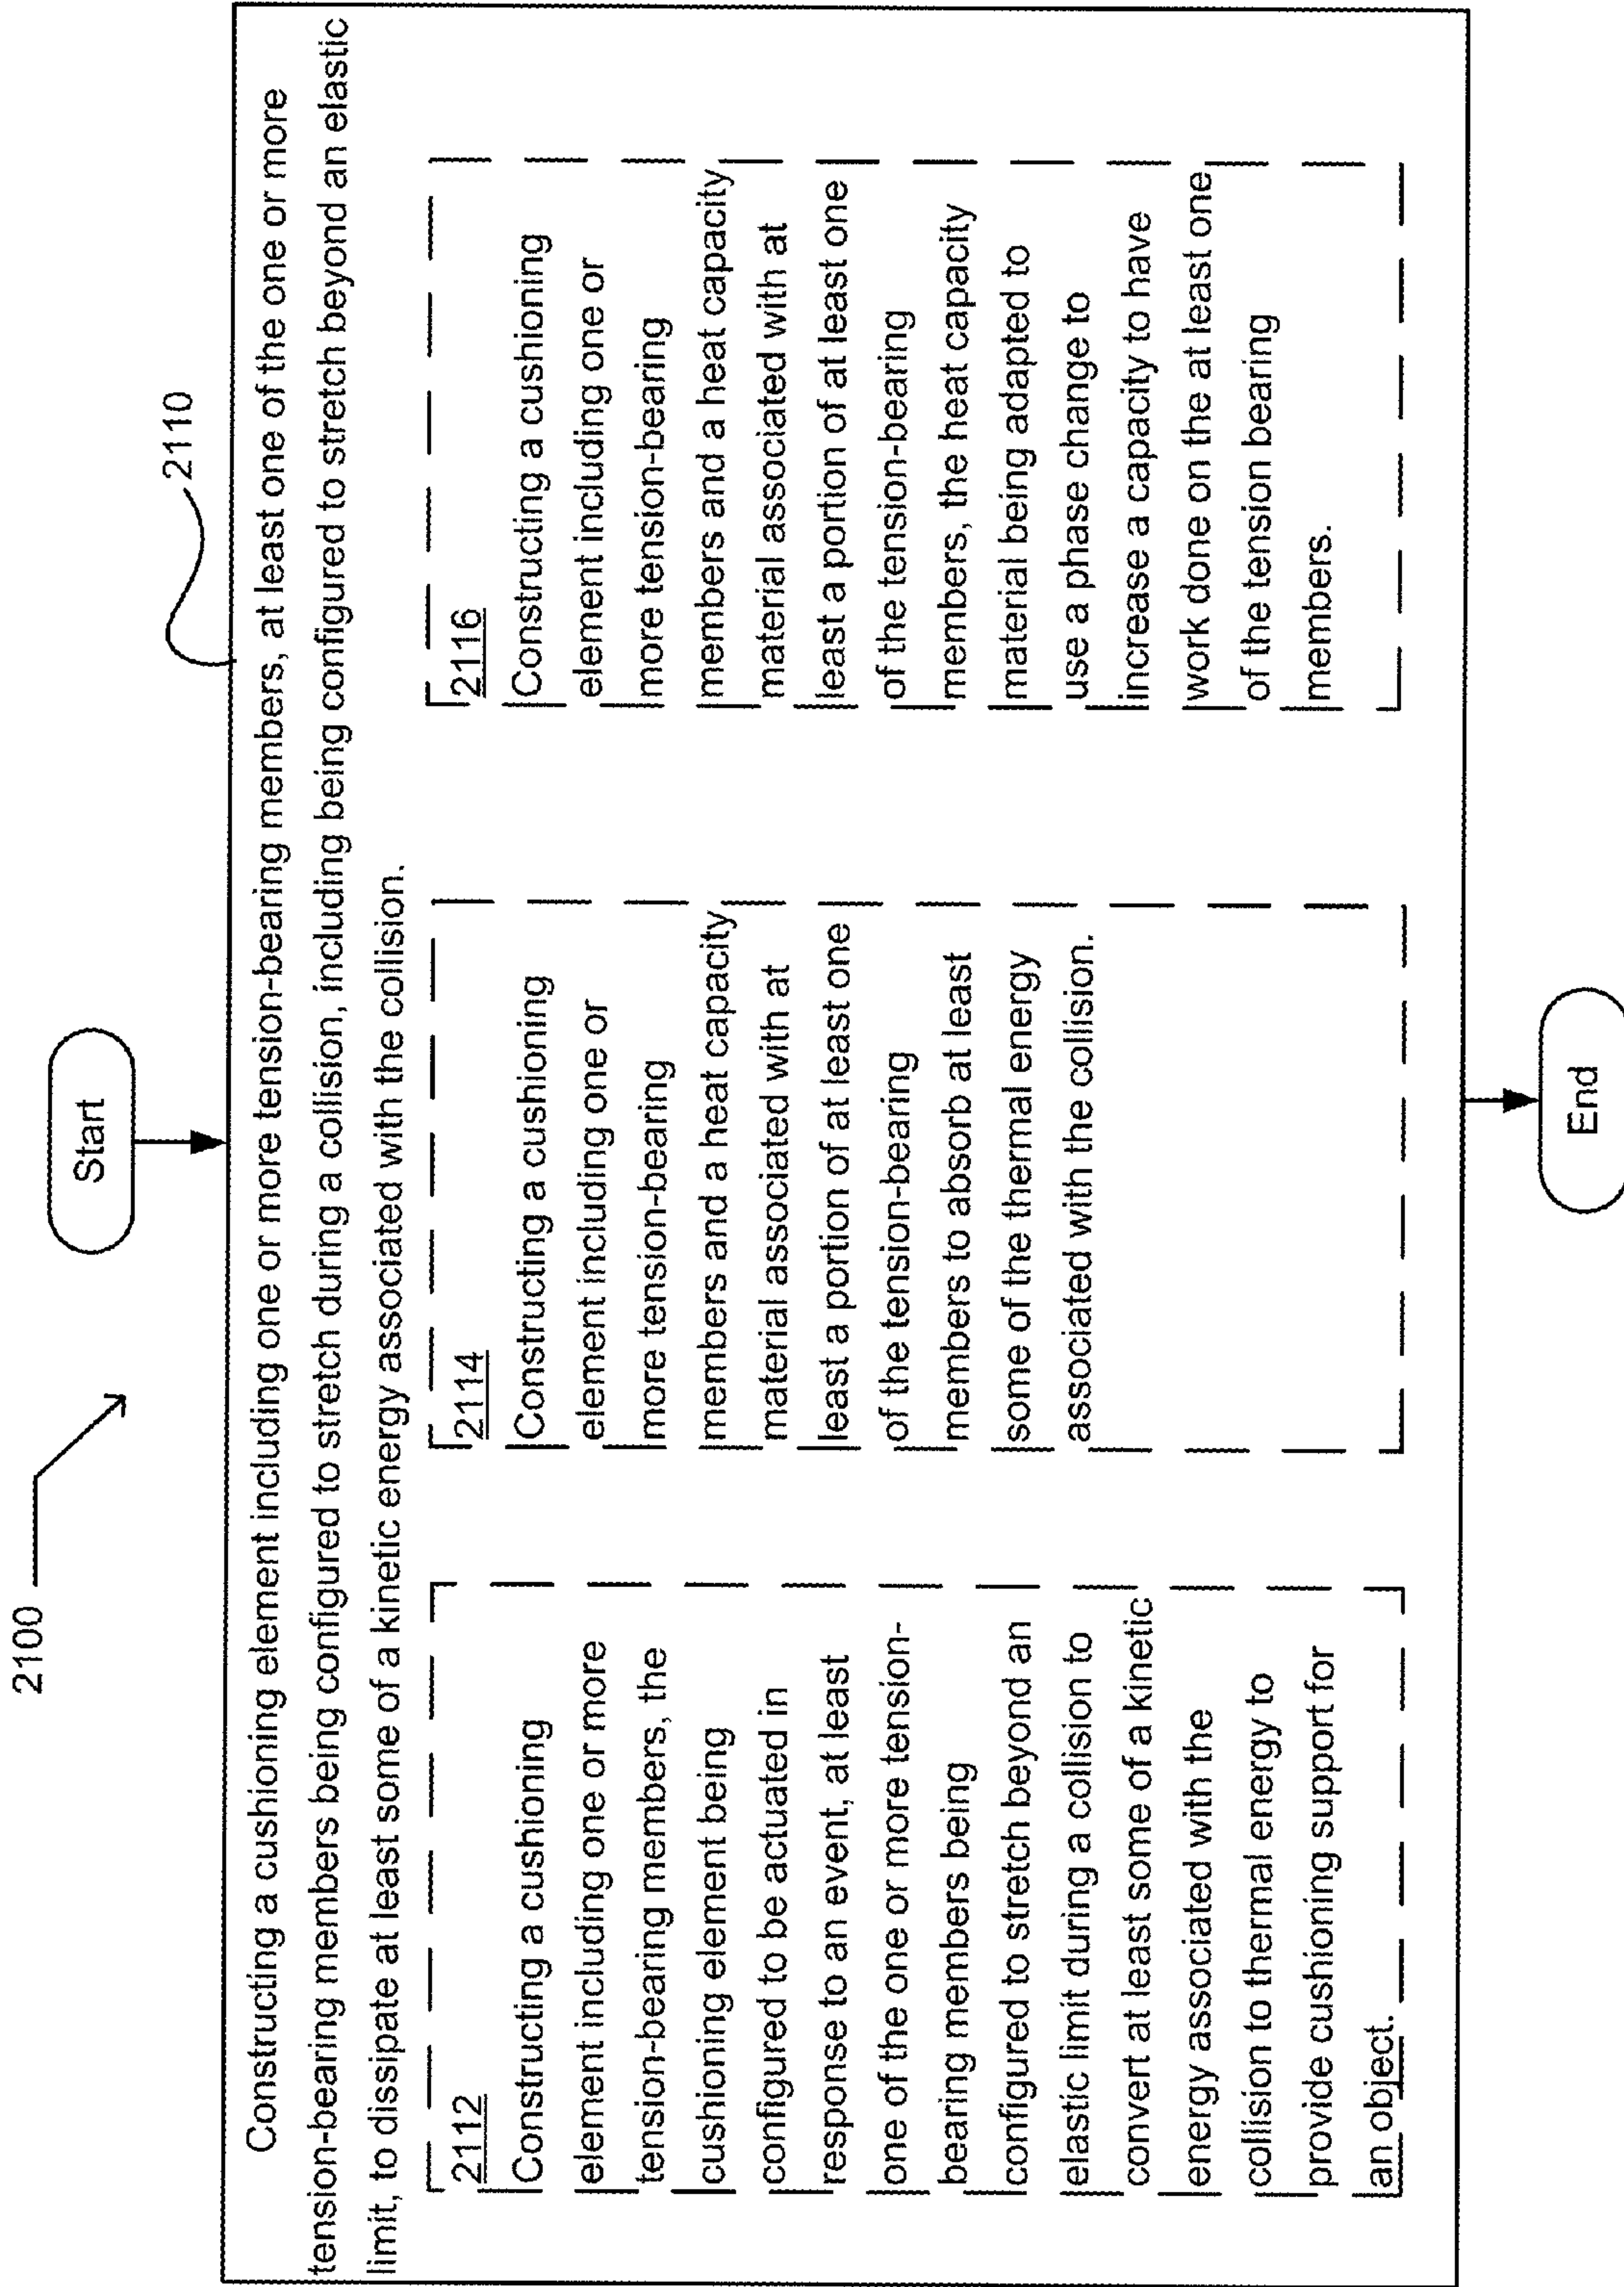 2100
Start
2110
Constructing a cushioning element including one or more tension-bearing members, at least one of the one or more
tension-bearing members being configured to stretch during a collision, including being configured to stretch beyond an elastic
limit, to dissipate at least some of a kinetic energy associated with the collision.
2112
Constructing a cushioning
element including one or more
tension-bearing members, the
cushioning element being
configured to be actuated in
response to an event, at least
one of the one or more tension-
bearing members being
configured to stretch beyond an
elastic limit during a collision to
convert at least some of a kinetic
energy associated with the
collision to thermal energy to
provide cushioning support for
an object.
2114
Constructing a cushioning
element including one or
more tension-bearing
members and a heat capacity
material associated with at
least a portion of at least one
of the tension-bearing
members to absorb at least
some of the thermal energy
associated with the collision.
2116
Constructing a cushioning
element including one or
more tension-bearing
members and a heat capacity
material associated with at
least a portion of at least one
of the tension-bearing
members, the heat capacity
material being adapted to
use a phase change to
increase a capacity to have
work done on the at least one
of the tension bearing
members.
End